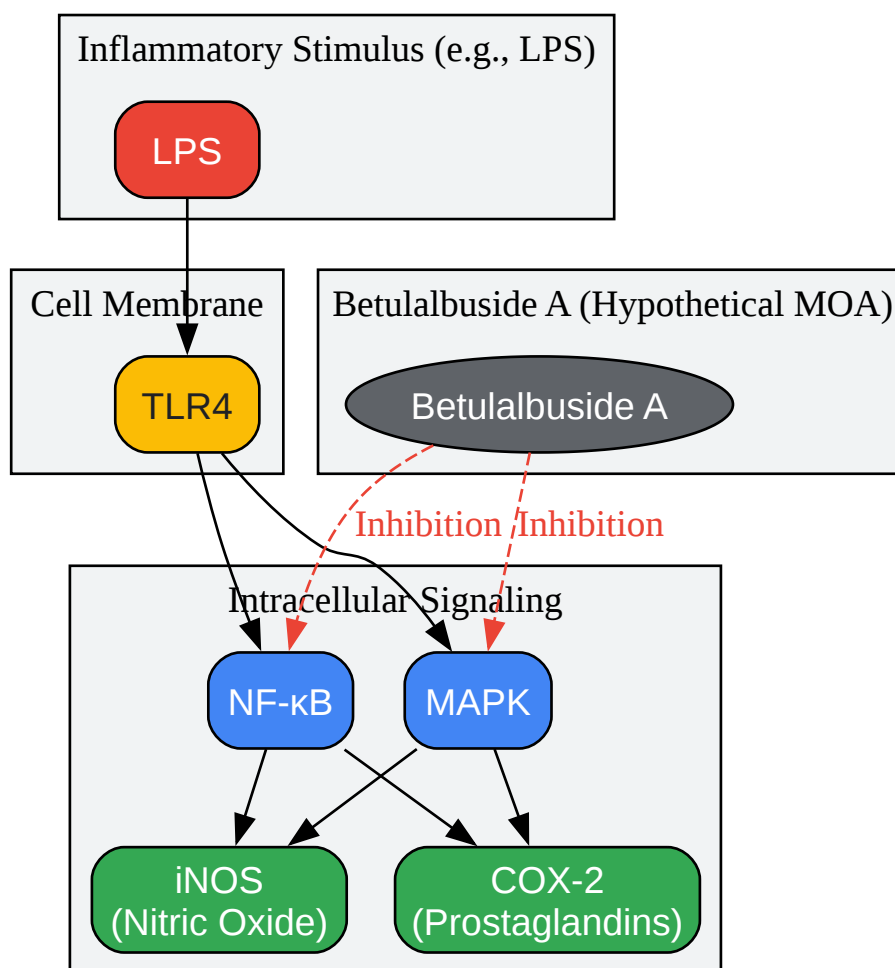 Inflammatory Stimulus (e.g., LPS)
LPS
Cell Membrane
Betulalbuside A (Hypothetical MOA)
TLR4
Betulalbuside A
Inhibition
Inhibition
Intracellular Signaling
NF-κB
MAPK
iNOS
(Nitric Oxide)
COX-2
(Prostaglandins)